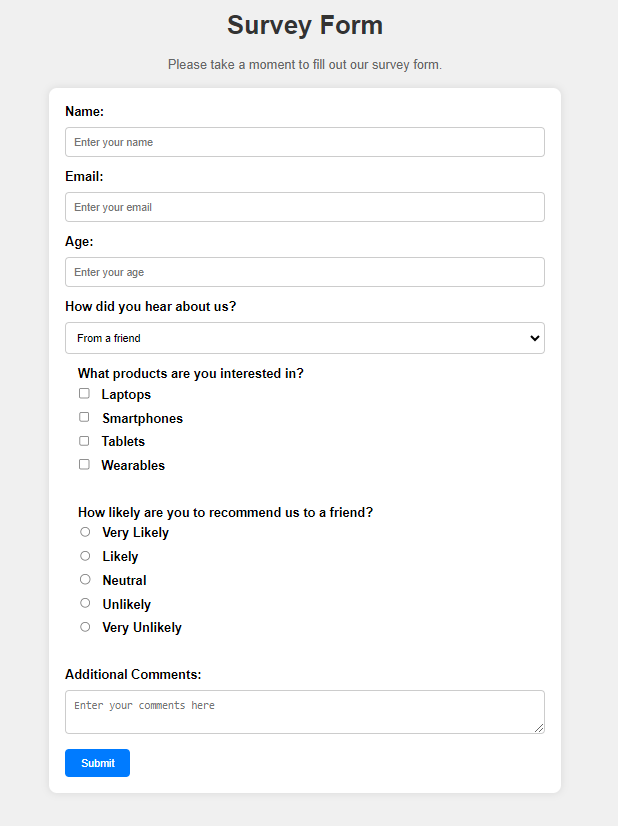 Survey Form
Please take a moment to fill out our survey form.
Name:
Enter your name
Email:
Enter your email
Age:
Enter your age
How did you hear about us?
From a friend
What products are you interested in?
Laptops
Smartphones
Tablets
Wearables
How likely are you to recommend us to a friend?
Very Likely
Likely
Neutral
Unlikely
Very Unlikely
Additional Comments:
Enter your comments here
Submit